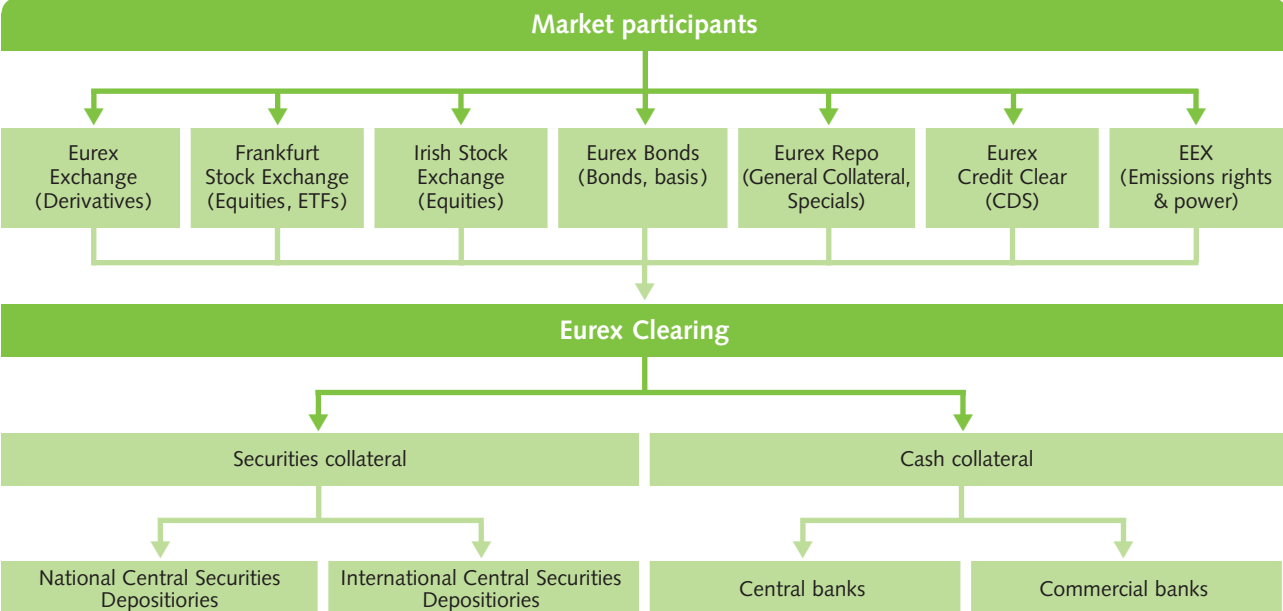 Market participants
Eurex
Exchange
(Derivatives)
Frankfurt
Stock Exchange
(Equities, ETFs)
Irish Stock
Exchange
(Equities)
Eurex Bonds
(Bonds, basis)
Eurex Repo
(General Collateral,
Specials)
Eurex
Credit Clear
(CDS)
EEX
(Emissions rights
& power)
Eurex Clearing
Securities collateral
Cash collateral
National Central Securities
Depositiories
International Central Securities
Depositiories
Central banks
Commercial banks